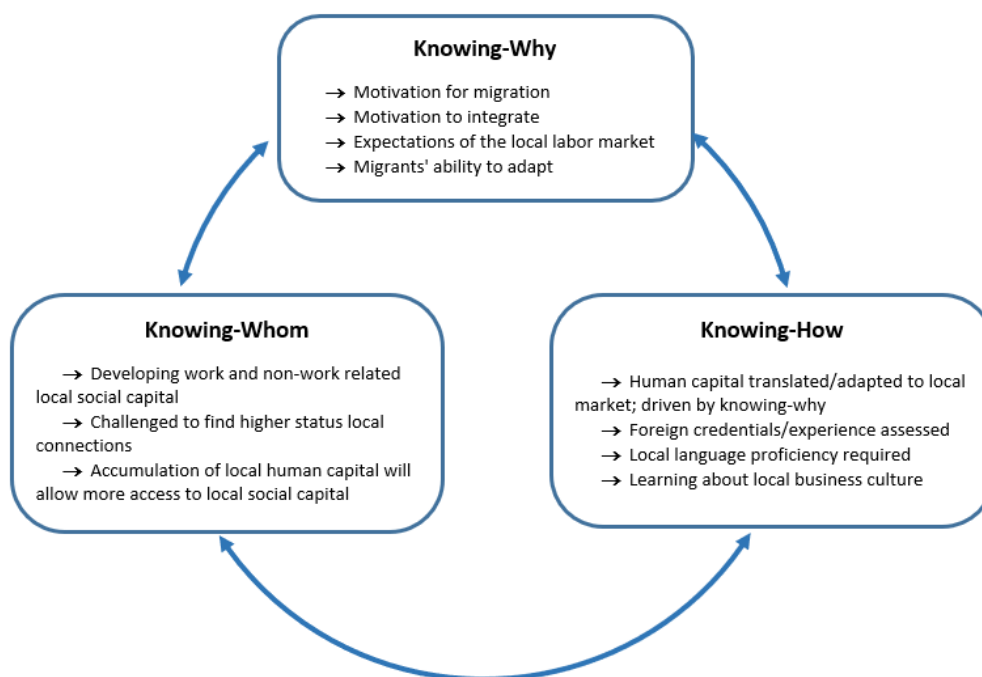 Knowing-Why
→ Motivation for migration
→ Motivation to integrate
→ Expectations of the local labor market
→ Migrants' ability to adapt
Knowing-Whom
→ Developing work and non-work related
local social capital
→ Challenged to find higher status local
connections
→ Accumulation of local human capital will
allow more access to local social capital
Knowing-How
→ Human capital translated/adapted to local
market; driven by knowing-why
→ Foreign credentials/experience assessed
→ Local language proficiency required
→ Learning about local business culture